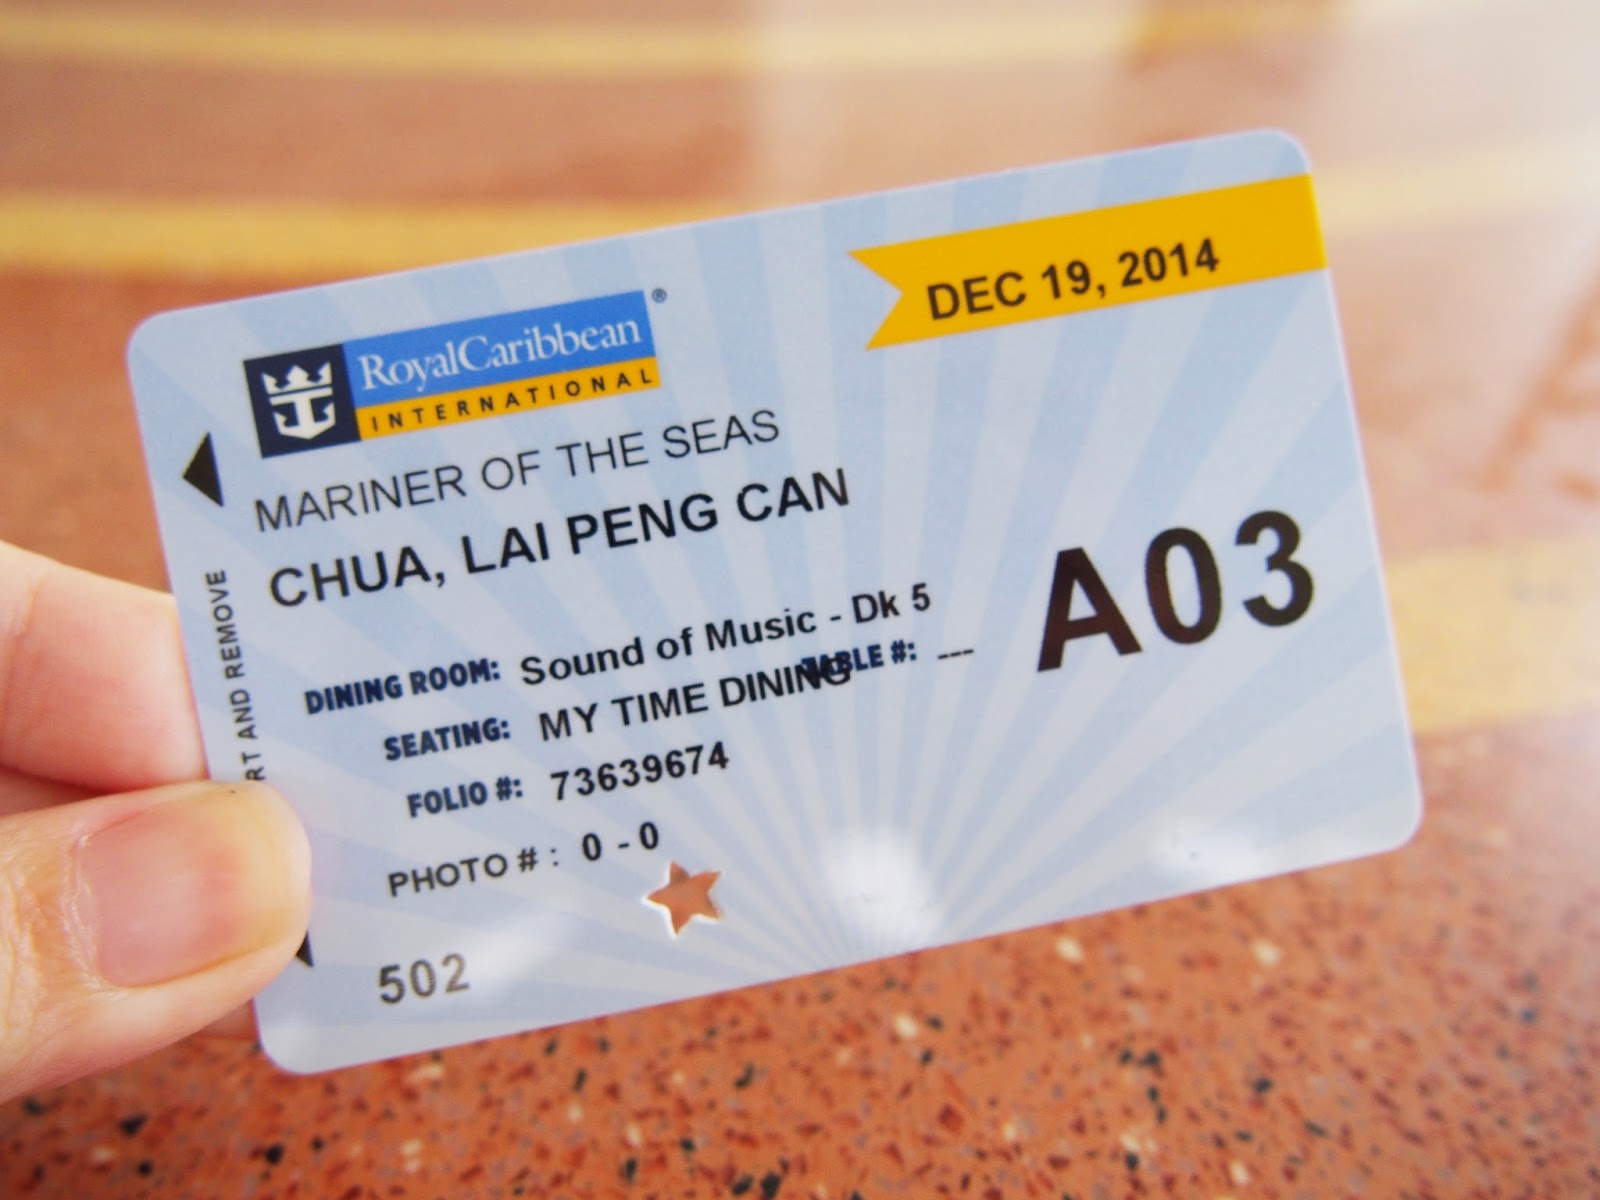 DEC 19, 2014
RoyalCaribbean®
INTERNATIONAL
MARINER OF THE SEAS
CHUA, LAI PENG CAN
A03
DINING ROOM: Sound of Music - Dk 5
SEATING: MY TIME DINING TABLE #: ---
FOLIO #: 73639674
PHOTO # : 0 - 0
502
AND REMOVE